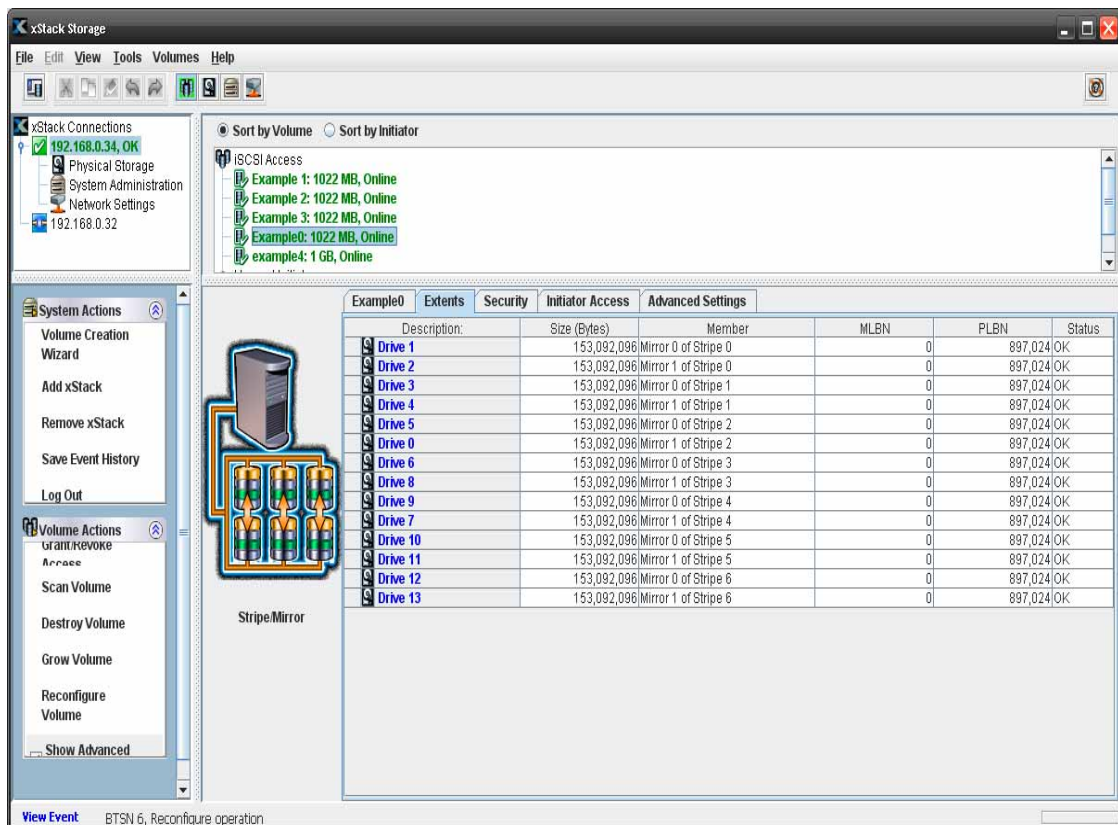 xStack Storage
File Edit View Tools Volumes Help
xStack Connections
192.168.0.34, OK
Physical Storage
System Administration
Network Settings
192.168.0.32
Sort by Volume Sort by Initiator
iSCSI Access
Example 1: 1022 MB, Online
Example 2: 1022 MB, Online
Example 3: 1022 MB, Online
Example0: 1022 MB, Online
example4: 1 GB, Online
System Actions
Volume Creation
Wizard
Add xStack
Remove xStack
Save Event History
Log Out
Volume Actions
Grant/Revoke
Access
Scan Volume
Destroy Volume
Grow Volume
Reconfigure
Volume
Show Advanced
Stripe/Mirror
Example0 Extents Security Initiator Access Advanced Settings
Description: Size (Bytes) Member MLBN PLBN Status
Drive 1 153,092,096 Mirror 0 of Stripe 0 0 897,024 OK
Drive 2 153,092,096 Mirror 1 of Stripe 0 0 897,024 OK
Drive 3 153,092,096 Mirror 0 of Stripe 1 0 897,024 OK
Drive 4 153,092,096 Mirror 1 of Stripe 1 0 897,024 OK
Drive 5 153,092,096 Mirror 0 of Stripe 2 0 897,024 OK
Drive 0 153,092,096 Mirror 1 of Stripe 2 0 897,024 OK
Drive 6 153,092,096 Mirror 0 of Stripe 3 0 897,024 OK
Drive 8 153,092,096 Mirror 1 of Stripe 3 0 897,024 OK
Drive 9 153,092,096 Mirror 0 of Stripe 4 0 897,024 OK
Drive 7 153,092,096 Mirror 1 of Stripe 4 0 897,024 OK
Drive 10 153,092,096 Mirror 0 of Stripe 5 0 897,024 OK
Drive 11 153,092,096 Mirror 1 of Stripe 5 0 897,024 OK
Drive 12 153,092,096 Mirror 0 of Stripe 6 0 897,024 OK
Drive 13 153,092,096 Mirror 1 of Stripe 6 0 897,024 OK
View Event BTSN 6, Reconfigure operation